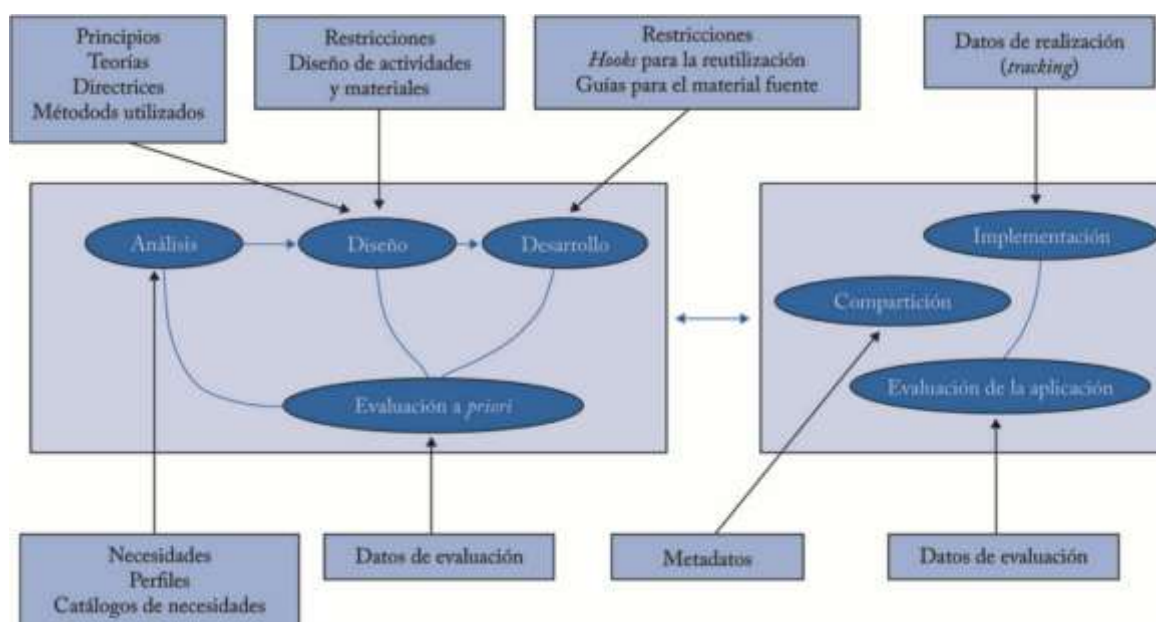 Principios
Teorías
Directrices
Métodods utilizados
Restricciones
Diseño de actividades
y materiales
Restricciones
Hooks para la reutilización
Guías para el material fuente
Datos de realización
(tracking)
Análisis
Diseño
Desarrollo
Implementación
Compartición
Evaluación a priori
Evaluación de la aplicación
Necesidades
Perfiles
Catálogos de necesidades
Datos de evaluación
Metadatos
Datos de evaluación